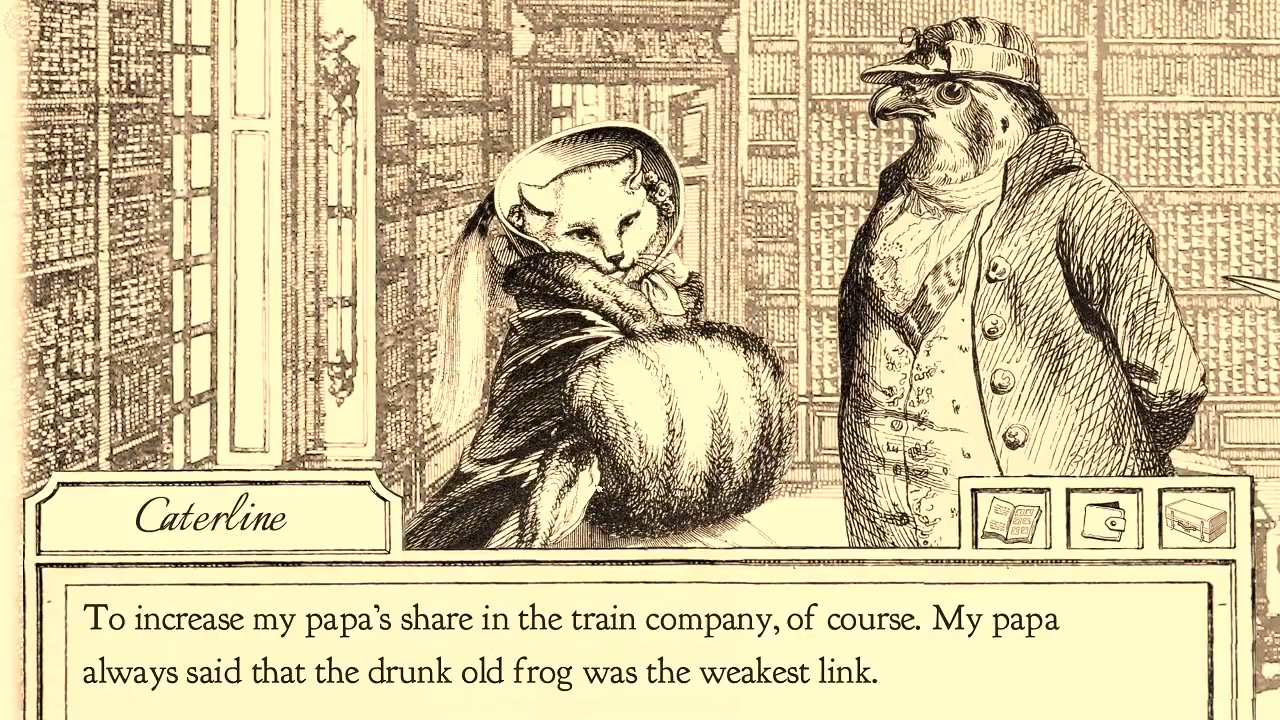 Caterline
To increase my papa's share in the train company, of course. My papa
always said that the drunk old frog was the weakest link.